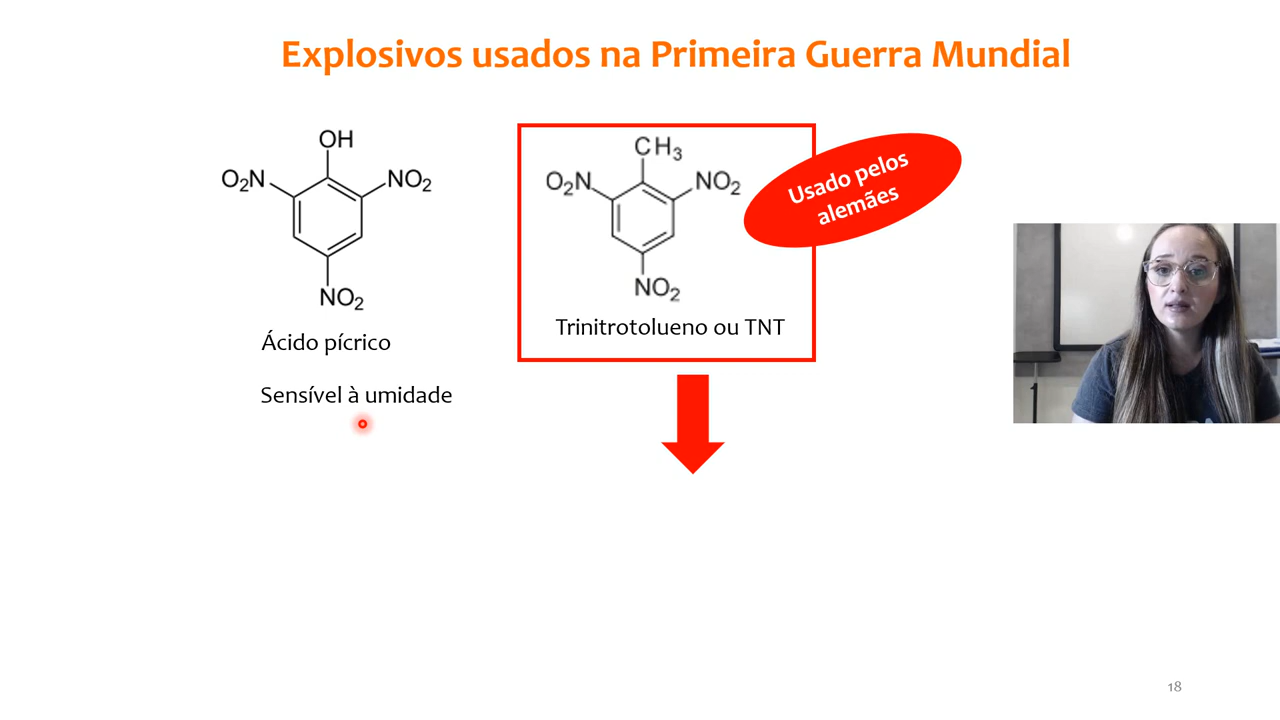 Explosivos usados na Primeira Guerra Mundial
OH
O₂N
NO₂
NO₂
Ácido pícrico
Sensível à umidade
CH₃
O₂N
NO₂
NO₂
Trinitrotolueno ou TNT
Usado pelos
alemães
18